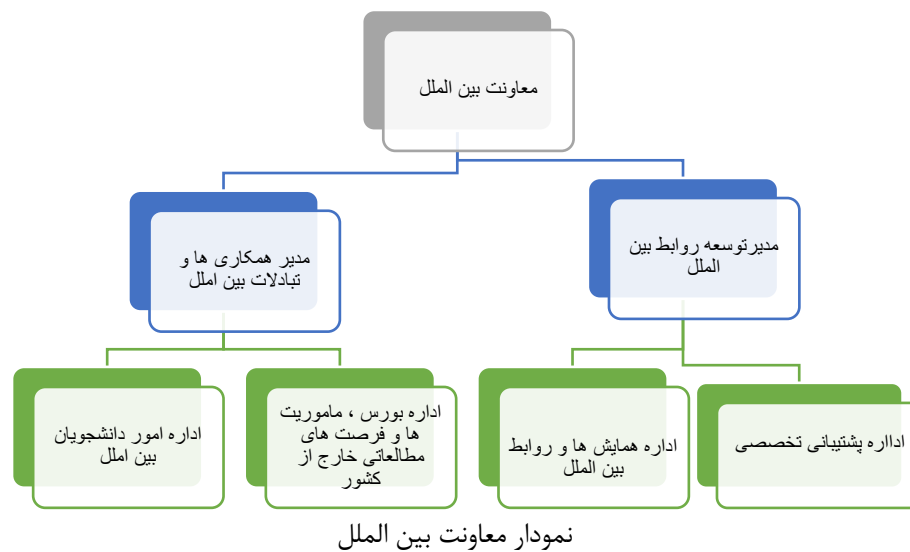 معاونت بین الملل
مدیرتوسعه روابط بین
الملل
مدیر همکاری ها و
تبادلات بین املل
ادااره پشتیبانی تخصصی
اداره همایش ها و روابط
بین الملل
اداره بورس ، ماموریت
ها و فرصت های
مطالعاتی خارج از
کشور
اداره امور دانشجویان
بین املل
نمودار معاونت بین الملل